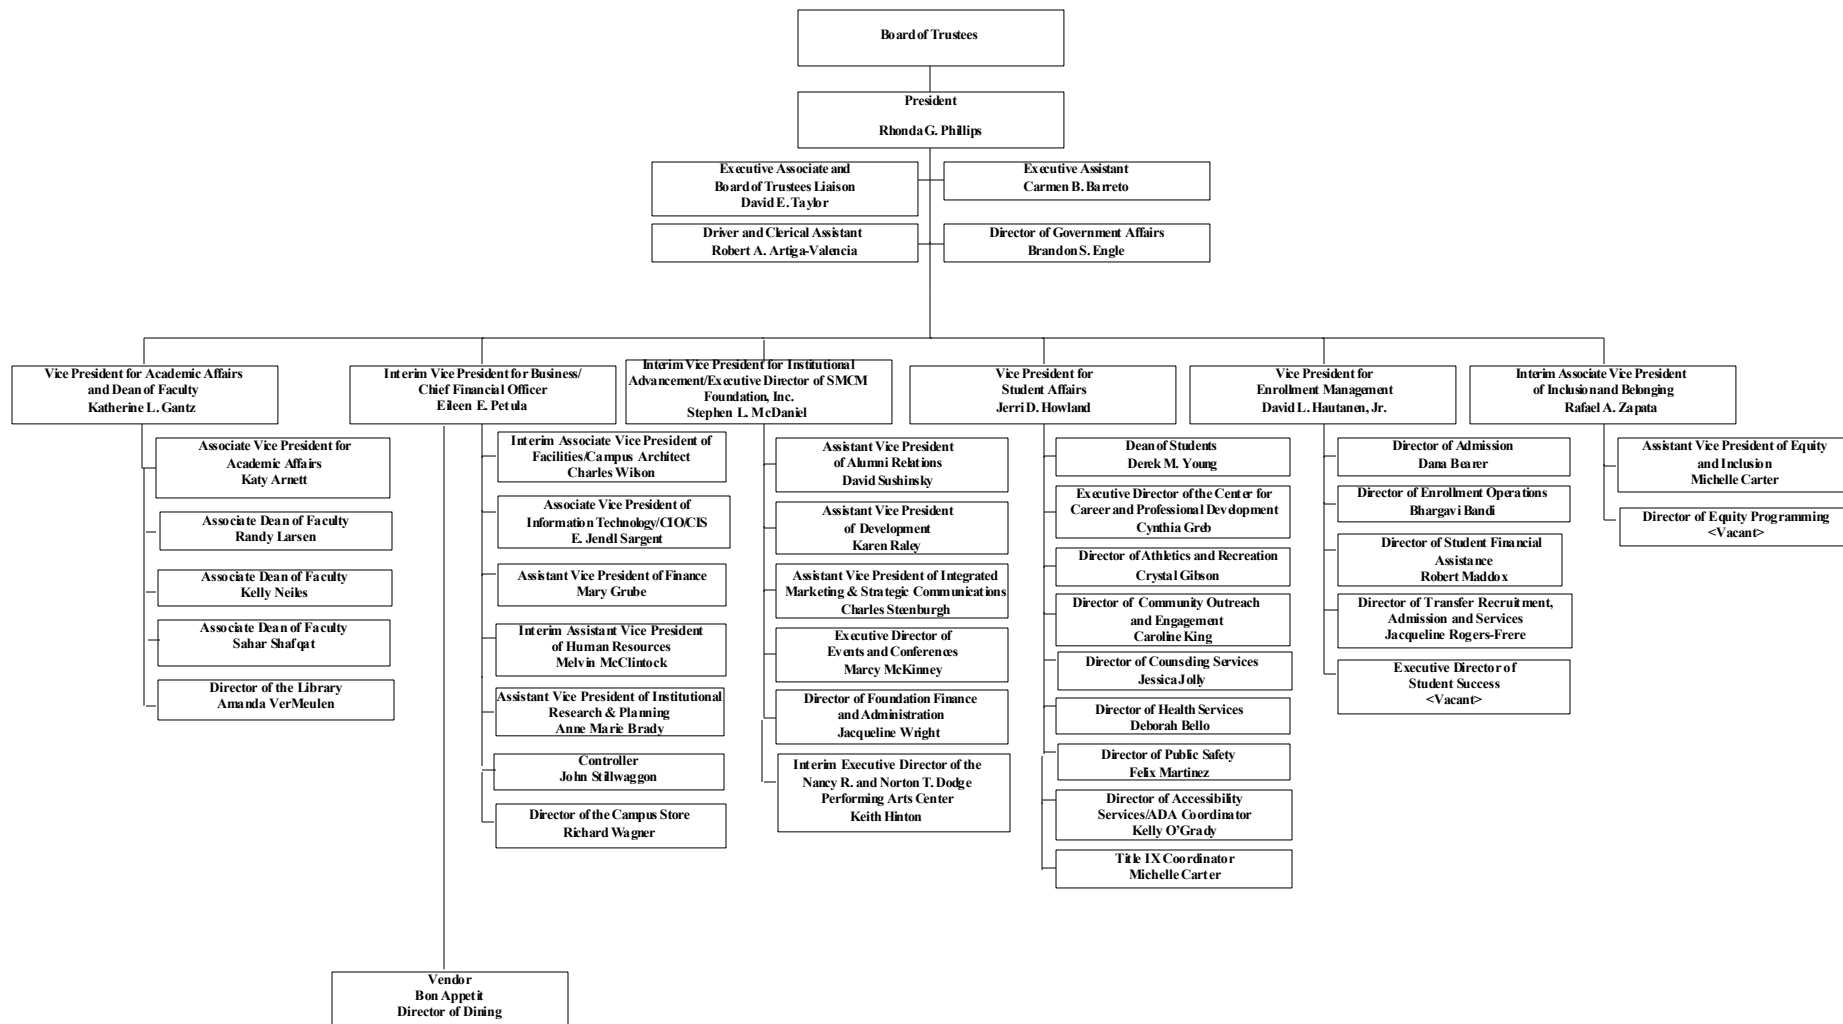 Board of Trustees
President
Rhonda G. Phillips
Executive Associate and
Board of Trustees Liaison
David E. Taylor
Executive Assistant
Carmen B. Barreto
Driver and Clerical Assistant
Robert A. Artiga-Valencia
Director of Government Affairs
Brandon S. Engle
Vice President for Academic Affairs
and Dean of Faculty
Katherine L. Gantz
Interim Vice President for Business/
Chief Financial Officer
Eileen E. Petula
Interim Vice President for Institutional
Advancement/Executive Director of SMCM
Foundation, Inc.
Stephen L. McDaniel
Vice President for
Student Affairs
Jerri D. Howland
Vice President for
Enrollment Management
David L. Hautanen, Jr.
Interim Associate Vice President
of Inclusion and Belonging
Rafael A. Zapata
Associate Vice President for
Academic Affairs
Katy Arnett
Associate Dean of Faculty
Randy Larsen
Associate Dean of Faculty
Kelly Neiles
Associate Dean of Faculty
Sahar Shafqat
Director of the Library
Amanda VerMeulen
Interim Associate Vice President of
Facilities/Campus Architect
Charles Wilson
Associate Vice President of
Information Technology/CIO/CIS
E. Jenell Sargent
Assistant Vice President of Finance
Mary Grube
Interim Assistant Vice President
of Human Resources
Melvin McClintock
Assistant Vice President of Institutional
Research & Planning
Anne Marie Brady
Controller
John Stillwaggon
Director of the Campus Store
Richard Wagner
Vendor
Bon Appetit
Director of Dining
Assistant Vice President
of Alumni Relations
David Sushinsky
Assistant Vice President
of Development
Karen Raley
Assistant Vice President of Integrated
Marketing & Strategic Communications
Charles Steenburgh
Executive Director of
Events and Conferences
Marcy McKinney
Director of Foundation Finance
and Administration
Jacqueline Wright
Interim Executive Director of the
Nancy R. and Norton T. Dodge
Performing Arts Center
Keith Hinton
Dean of Students
Derek M. Young
Executive Director of the Center for
Career and Professional Development
Cynthia Greb
Director of Athletics and Recreation
Crystal Gibson
Director of Community Outreach
and Engagement
Caroline King
Director of Counseling Services
Jessica Jolly
Director of Health Services
Deborah Bello
Director of Public Safety
Felix Martinez
Director of Accessibility
Services/ADA Coordinator
Kelly O'Grady
Title IX Coordinator
Michelle Carter
Director of Admission
Dana Bearer
Director of Enrollment Operations
Bhargavi Bandi
Director of Student Financial
Assistance
Robert Maddox
Director of Transfer Recruitment,
Admission and Services
Jacqueline Rogers-Frere
Executive Director of
Student Success
<Vacant>
Assistant Vice President of Equity
and Inclusion
Michelle Carter
Director of Equity Programming
<Vacant>